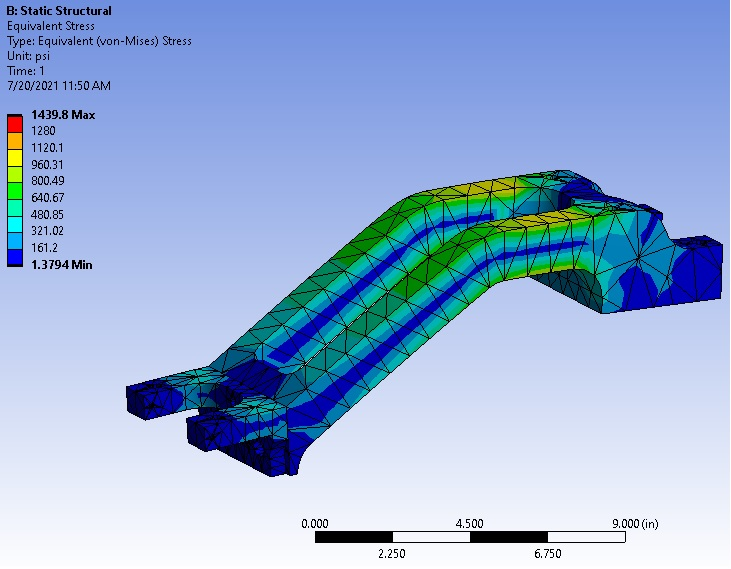 B: Static Structural
Equivalent Stress
Type: Equivalent (von-Mises) Stress
Unit: psi
Time: 1
7/20/2021 11:50 AM
1439.8 Max
1280
1120.1
960.31
800.49
640.67
480.85
321.02
161.2
1.3794 Min
0.000 4.500 9.000 (in)
2.250 6.750